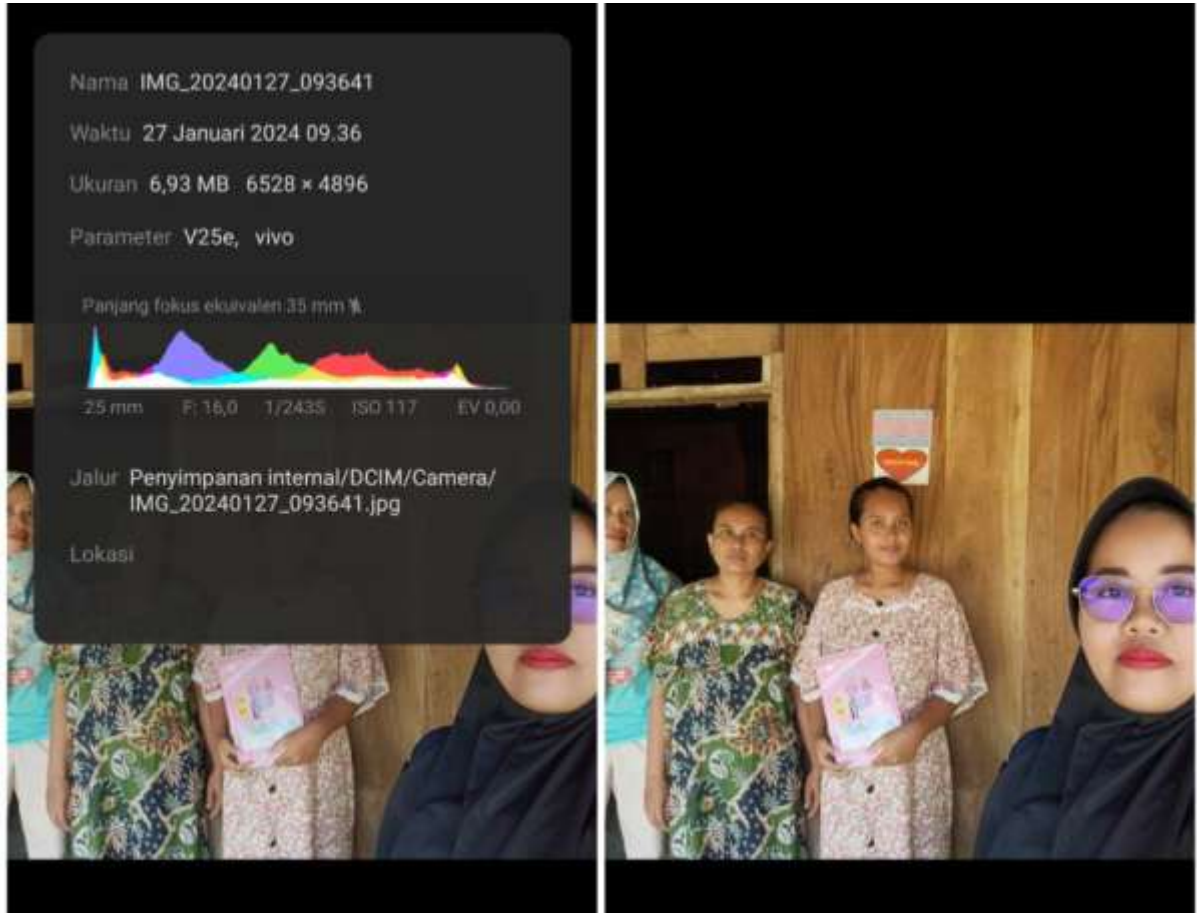 Nama IMG_20240127_093641
Waktu 27 Januari 2024 09.36
Ukuran 6,93 MB 6528 × 4896
Parameter V25e, vivo
Panjang fokus ekuivalen 35 mm
25 mm F: 16,0 1/243S ISO 117 EV 0,00
Jalur Penyimpanan internal/DCIM/Camera/
IMG_20240127_093641.jpg
Lokasi